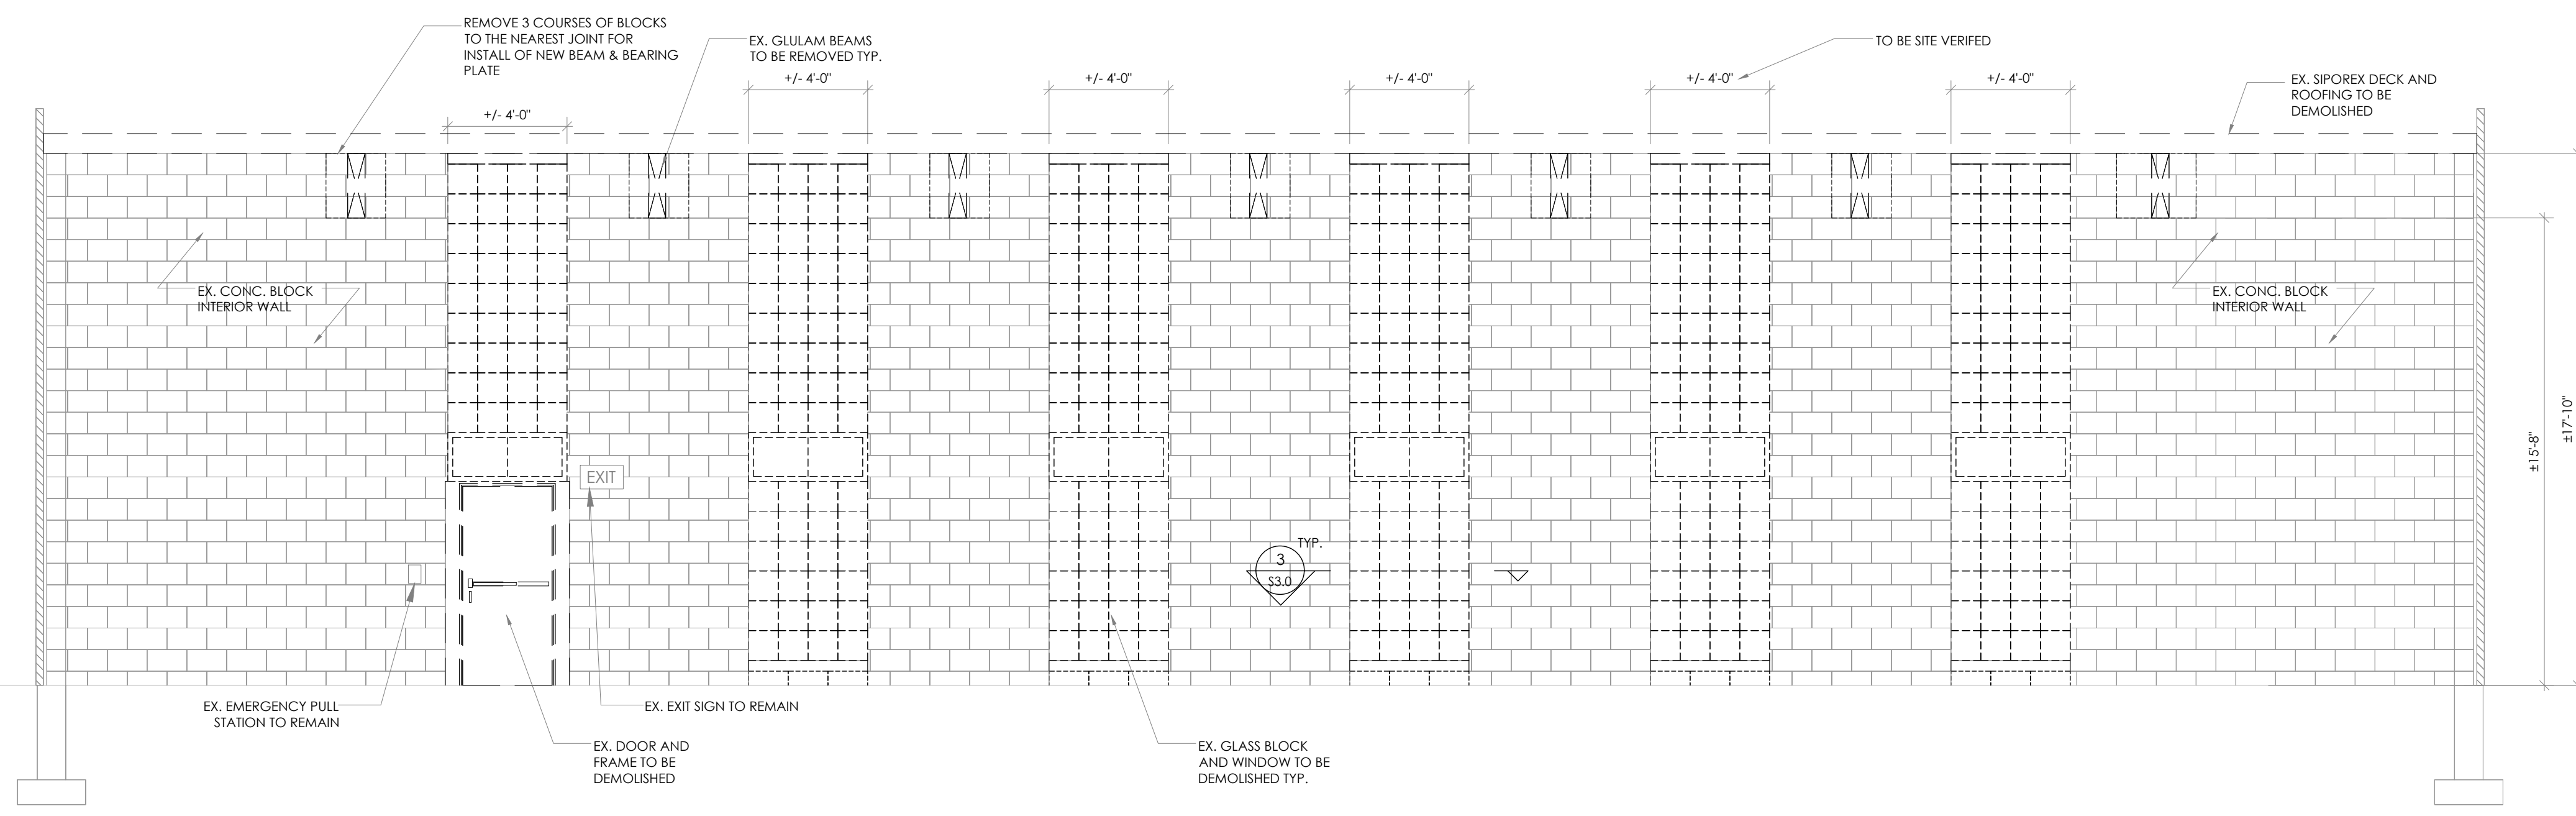 REMOVE 3 COURSES OF BLOCKS
TO THE NEAREST JOINT FOR
INSTALL OF NEW BEAM & BEARING
PLATE
EX. GLULAM BEAMS
TO BE REMOVED TYP.
TO BE SITE VERIFED
EX. SIPOREX DECK AND
ROOFING TO BE
DEMOLISHED
+/- 4'-0"
+/- 4'-0"
+/- 4'-0"
+/- 4'-0"
+/- 4'-0"
+/- 4'-0"
EX. CONC. BLOCK
INTERIOR WALL
EX. CONC. BLOCK
INTERIOR WALL
±15'-8"
±17'-10"
EXIT
TYP.
3
S3.0
EX. EMERGENCY PULL
STATION TO REMAIN
EX. EXIT SIGN TO REMAIN
EX. DOOR AND
FRAME TO BE
DEMOLISHED
EX. GLASS BLOCK
AND WINDOW TO BE
DEMOLISHED TYP.